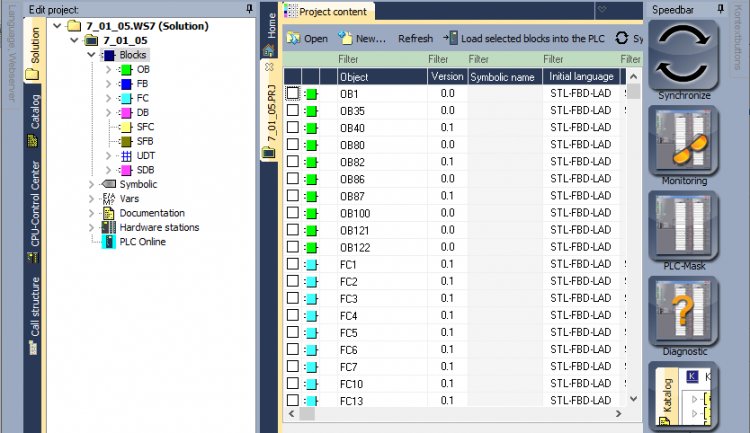 Language Webserver
Edit project:
Solution
Catalog
CPU-Control Center
Call structure
7_01_05.WS7 (Solution)
7_01_05
Blocks
OB
FB
FC
DB
SFC
SFB
UDT
SDB
Symbolic
Vars
Documentation
Hardware stations
PLC Online
Home
7_01_05.PRJ
Project content
Open New... Refresh Load selected blocks into the PLC Sy
Filter Filter Filter Filter Filter
Object Version Symbolic name Initial language
OB1 0.0 STL-FBD-LAD
OB35 0.0 STL-FBD-LAD
OB40 0.1 STL-FBD-LAD
OB80 0.0 STL-FBD-LAD
OB82 0.1 STL-FBD-LAD
OB86 0.0 STL-FBD-LAD
OB87 0.1 STL-FBD-LAD
OB100 0.0 STL-FBD-LAD
OB121 0.0 STL-FBD-LAD
OB122 0.0 STL-FBD-LAD
FC1 0.1 STL-FBD-LAD
FC2 0.1 STL-FBD-LAD
FC3 0.1 STL-FBD-LAD
FC4 0.1 STL-FBD-LAD
FC5 0.1 STL-FBD-LAD
FC6 0.1 STL-FBD-LAD
FC7 0.1 STL-FBD-LAD
FC10 0.1 STL-FBD-LAD
FC13 0.1 STL-FBD-LAD
Speedbar
Synchronize
Monitoring
PLC-Mask
Diagnostic
Katalog
K
Kontextbuttons